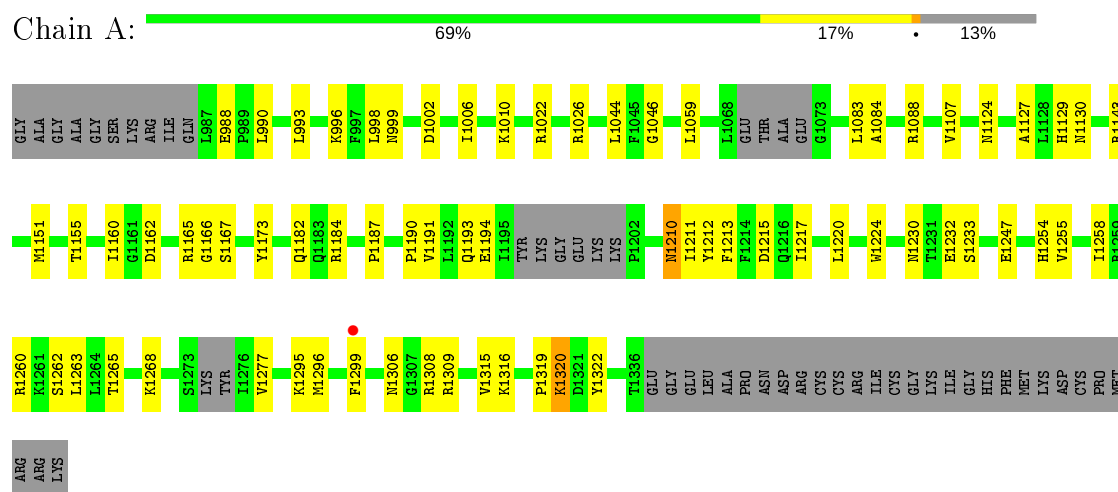 Chain A:
69% 17% • 13%
GLY ALA GLY ALA GLY SER LYS ARG ILE GLN L987 E988 P989 L990 L993 K996 F997 L998 N999 D1002 I1006 K1010 R1022 R1026 L1044 F1045 G1046 L1059 L1068 GLU THR ALA GLU G1073 L1083 A1084 R1088 V1107 N1124 A1127 L1128 H1129 N1130
M1151 T1155 I1160 G1161 D1162 R1165 G1166 S1167 Y1173 Q1182 Q1183 R1184 P1187 P1190 V1191 L1192 Q1193 E1194 I1195 TYR LYS GLY GLU LYS LYS P1202 N1210 I1211 Y1212 F1213 F1214 D1215 Q1216 I1217 L1220 W1224 N1230 T1231 E1232 S1233 E1247 H1254 V1255 I1258
R1260 K1261 S1262 L1263 L1264 T1265 K1268 S1273 LYS TYR I1276 V1277 K1295 M1296 F1299 N1306 G1307 R1308 R1309 V1315 K1316 P1319 K1320 D1321 Y1322 T1336 GLU GLY GLU LEU ALA PRO ASN ASP ARG CYS CYS ARG ILE CYS GLY LYS ILE GLY HIS PHE MET LYS ASP CYS PRO MET
ARG ARG LYS